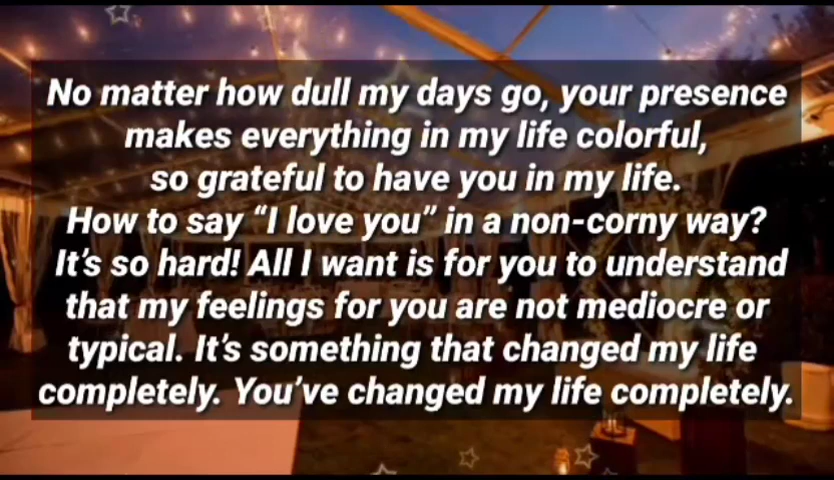 No matter how dull my days go, your presence
makes everything in my life colorful,
so grateful to have you in my life.
How to say “I love you” in a non-corny way?
It’s so hard! All I want is for you to understand
that my feelings for you are not mediocre or
typical. It’s something that changed my life
completely. You’ve changed my life completely.